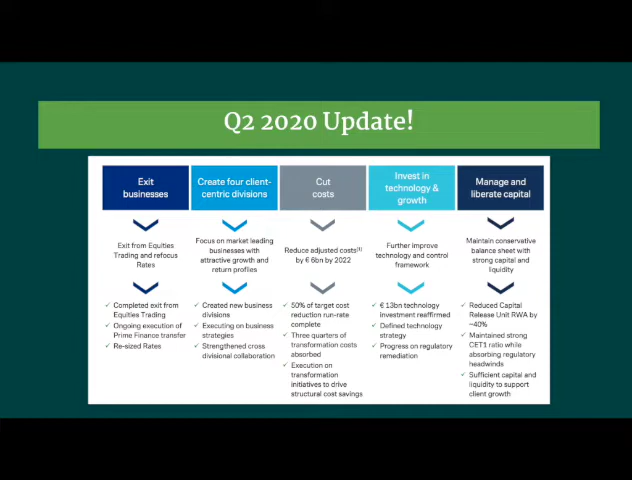 Q2 2020 Update!
Exit
businesses
Create four client-
centric divisions
Cut
costs
Invest in
technology &
growth
Manage and
liberate capital
Exit from Equities
Trading and refocus
Rates
Focus on market leading
businesses with
attractive growth and
return profiles
Reduce adjusted costs(1)
by € 6bn by 2022
Further improve
technology and control
framework
Maintain conservative
balance sheet with
strong capital and
liquidity
✓ Completed exit from
Equities Trading
✓ Ongoing execution of
Prime Finance transfer
✓ Re-sized Rates
✓ Created new business
divisions
✓ Executing on business
strategies
✓ Strengthened cross
divisional collaboration
✓ 50% of target cost
reduction run-rate
complete
✓ Three quarters of
transformation costs
absorbed
✓ Execution on
transformation
initiatives to drive
structural cost savings
✓ € 13bn technology
investment reaffirmed
✓ Defined technology
strategy
✓ Progress on regulatory
remediation
✓ Reduced Capital
Release Unit RWA by
~40%
✓ Maintained strong
CET1 ratio while
absorbing regulatory
headwinds
✓ Sufficient capital and
liquidity to support
client growth